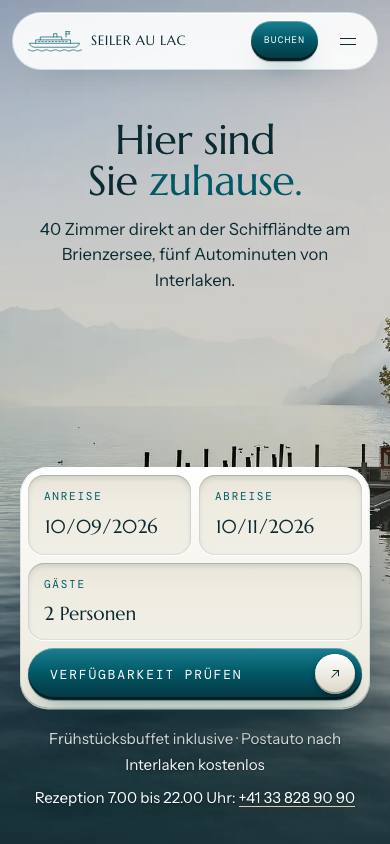 SEILER AU LAC
BUCHEN
Hier sind
Sie zuhause.
40 Zimmer direkt an der Schiffländte am
Brienzersee, fünf Autominuten von
Interlaken.
ANREISE
10/09/2026
ABREISE
10/11/2026
GÄSTE
2 Personen
VERFÜGBARKEIT PRÜFEN
Frühstücksbuffet inklusive · Postauto nach
Interlaken kostenlos
Rezeption 7.00 bis 22.00 Uhr: +41 33 828 90 90